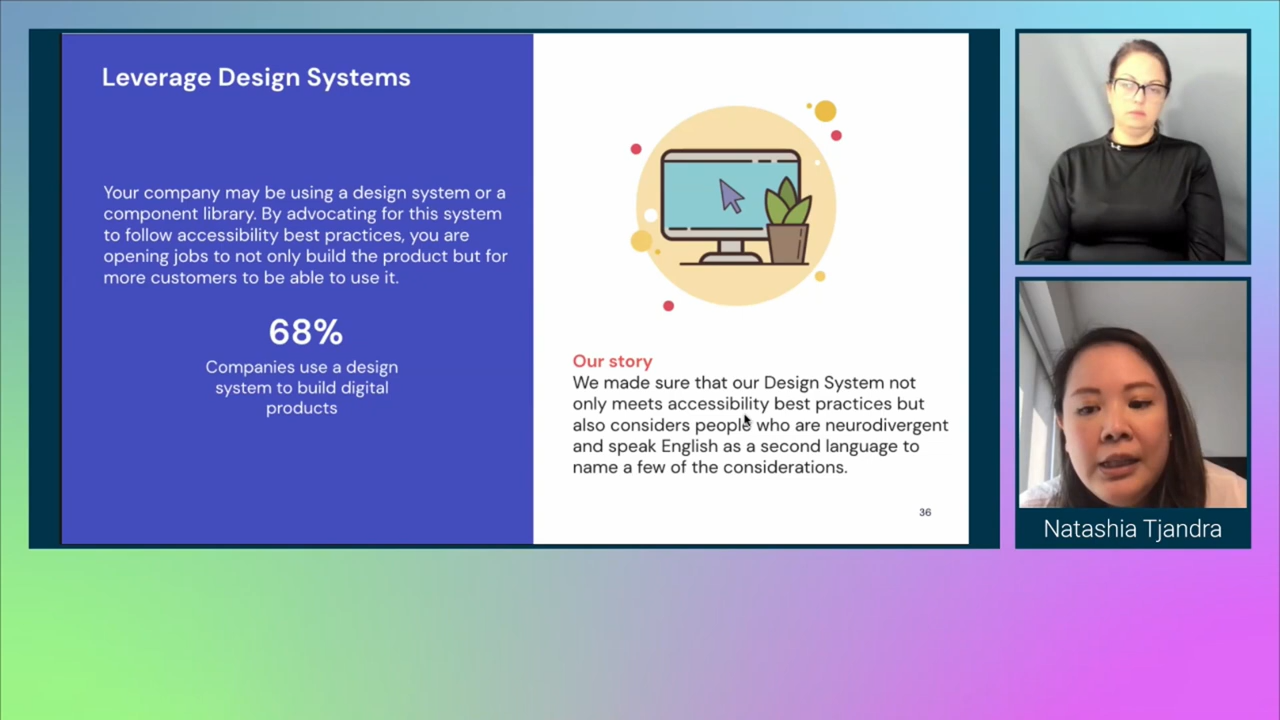 Leverage Design Systems
Your company may be using a design system or a
component library. By advocating for this system
to follow accessibility best practices, you are
opening jobs to not only build the product but for
more customers to be able to use it.
68%
Companies use a design
system to build digital
products
Our story
We made sure that our Design System not
only meets accessibility best practices but
also considers people who are neurodivergent
and speak English as a second language to
name a few of the considerations.
36
Natashia Tjandra